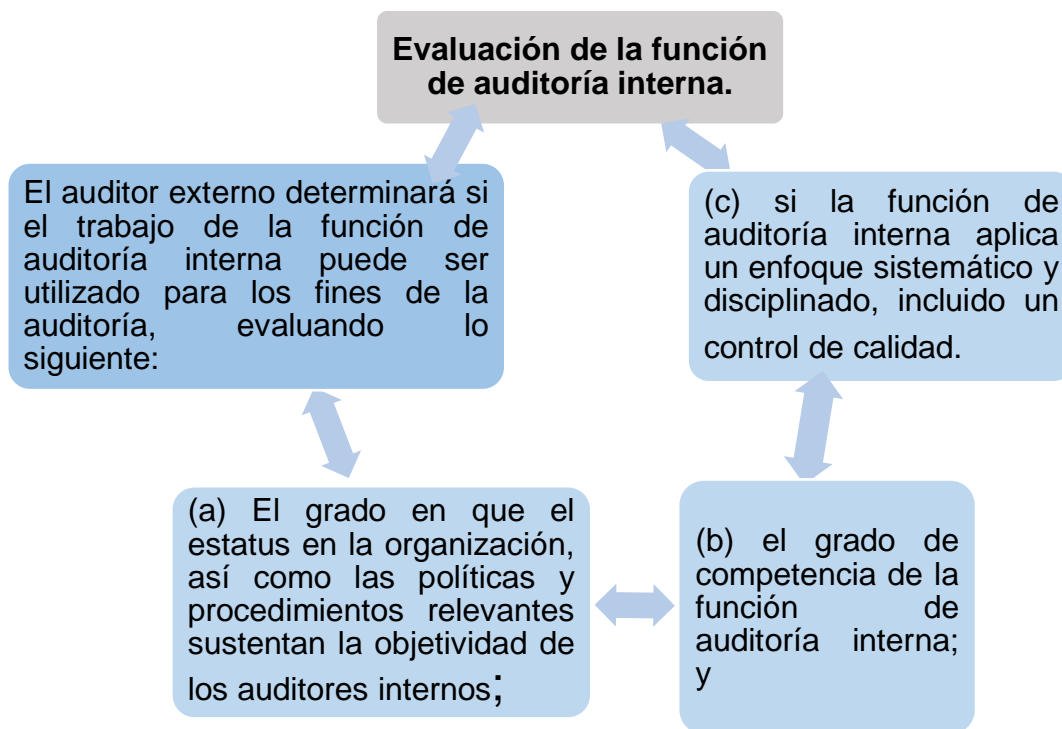 Evaluación de la función
de auditoría interna.
El auditor externo determinará si
el trabajo de la función de
auditoría interna puede ser
utilizado para los fines de la
auditoría, evaluando lo
siguiente:
(a) El grado en que el
estatus en la organización,
así como las políticas y
procedimientos relevantes
sustentan la objetividad de
los auditores internos;
(b) el grado de
competencia de la
función de
auditoría interna;
y
(c) si la función de
auditoría interna aplica
un enfoque sistemático y
disciplinado, incluido un
control de calidad.